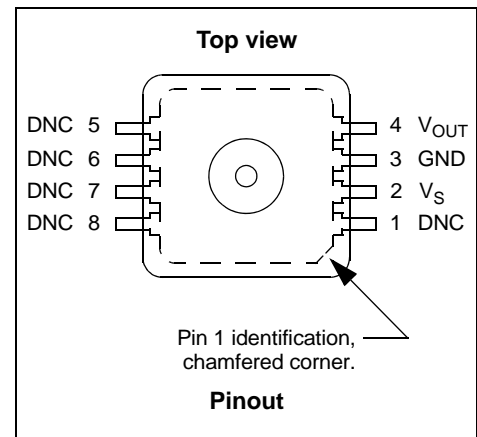 Top view
DNC 5
DNC 6
DNC 7
DNC 8
4 VOUT
3 GND
2 VS
1 DNC
Pin 1 identification,
chamfered corner.
Pinout